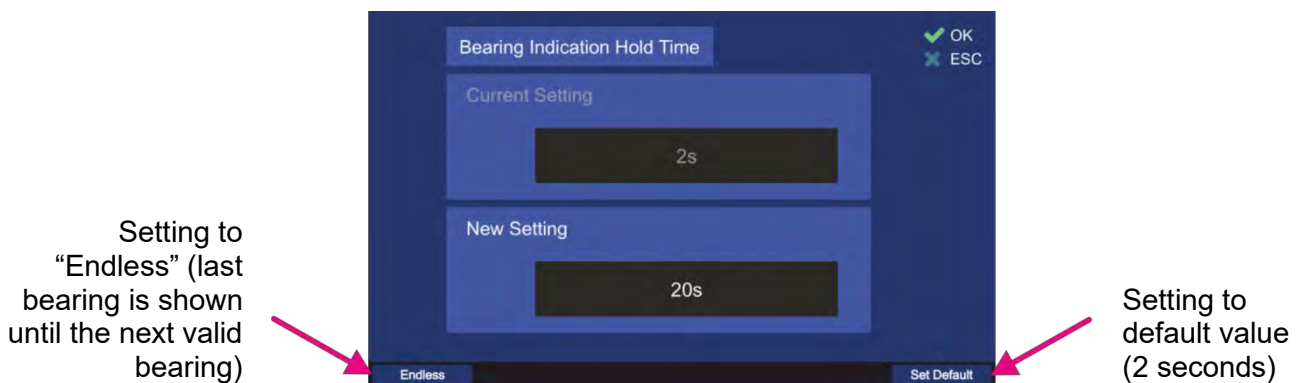 Bearing Indication Hold Time
OK
ESC
Current Setting
2s
New Setting
20s
Setting to
“Endless” (last
bearing is shown
until the next valid
bearing)
Setting to
default value
(2 seconds)
Endless
Set Default